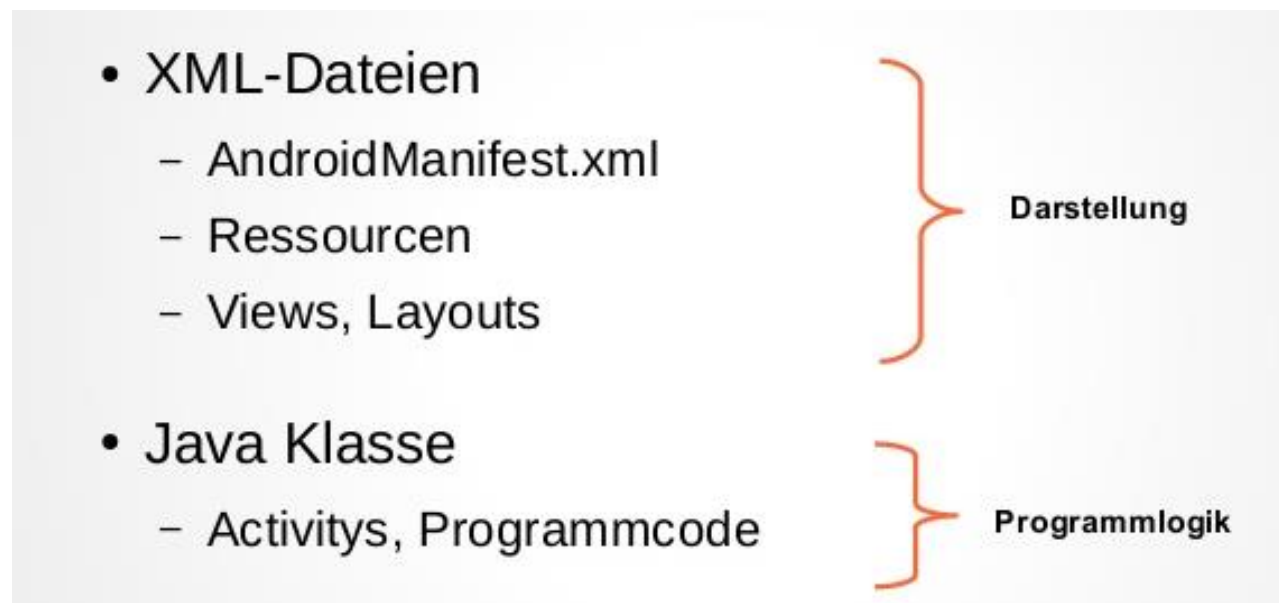 • XML-Dateien
– AndroidManifest.xml
– Ressourcen
– Views, Layouts
Darstellung
• Java Klasse
– Activitys, Programmcode
Programmlogik